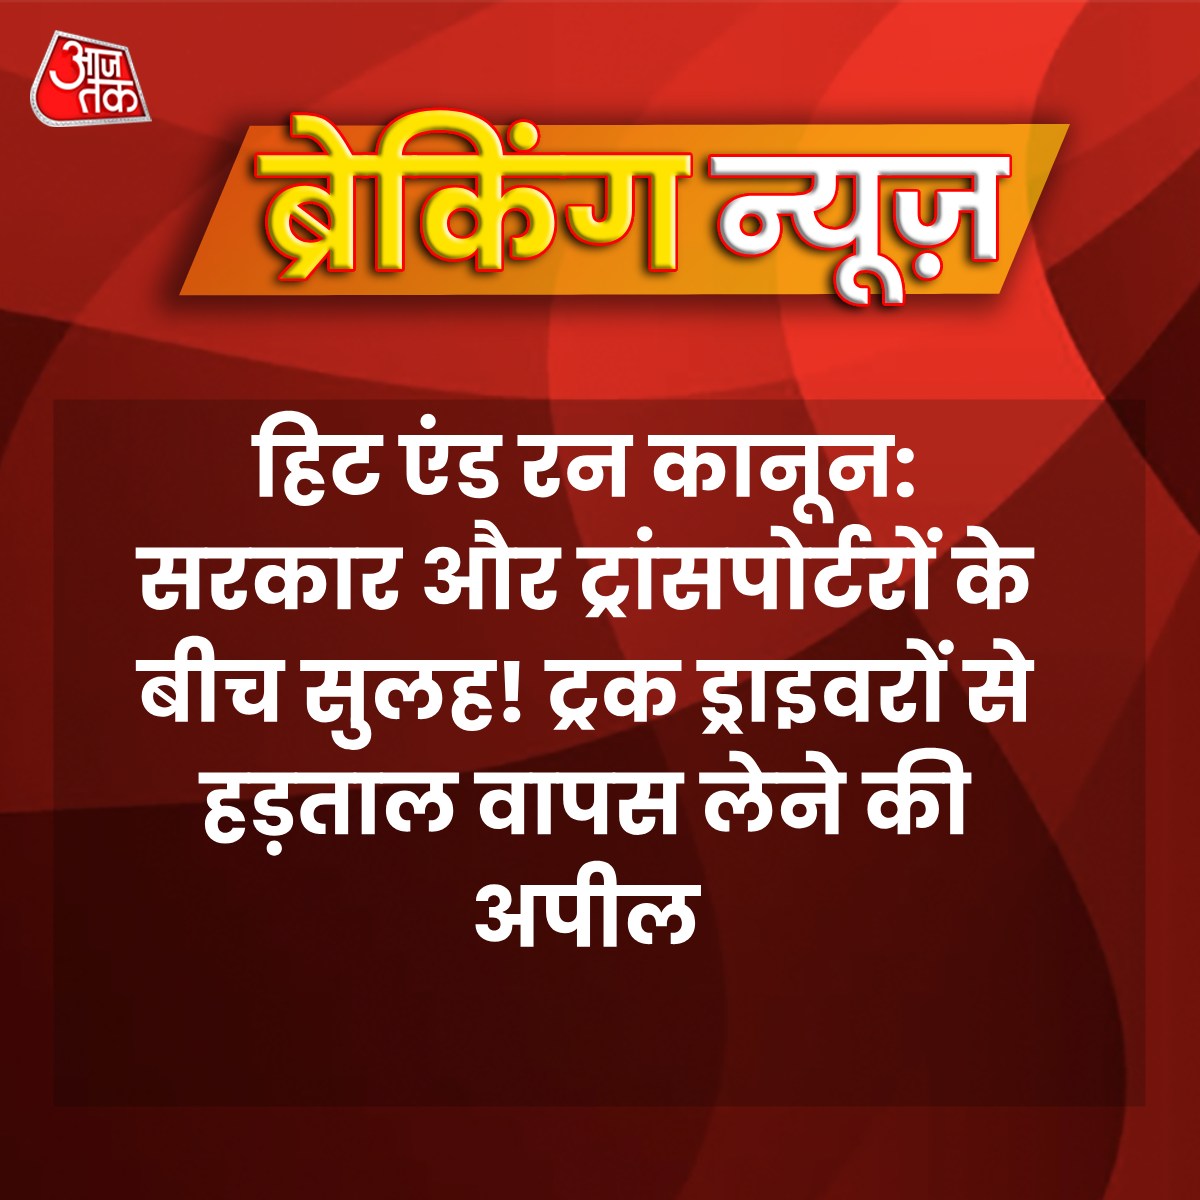 आज
तक
ब्रेकिंग न्यूज़
हिट एंड रन कानून:
सरकार और ट्रांसपोर्टरों के
बीच सुलह! ट्रक ड्राइवरों से
हड़ताल वापस लेने की
अपील